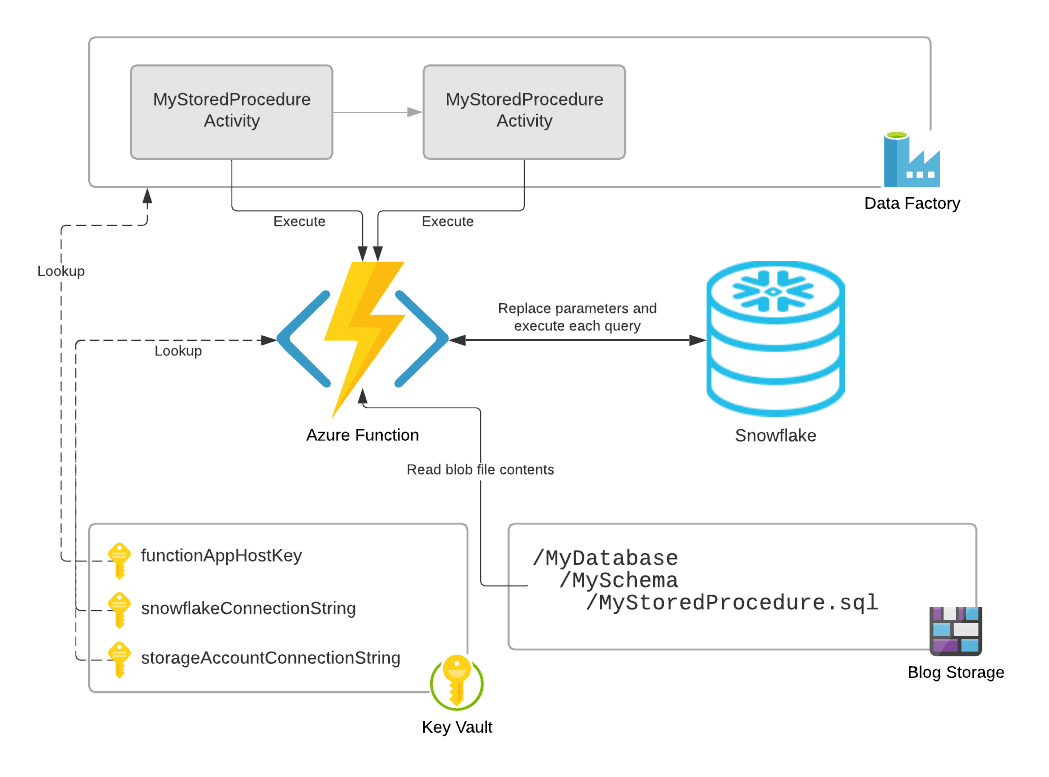 MyStoredProcedure
Activity
MyStoredProcedure
Activity
Data Factory
Execute
Execute
Lookup
Lookup
Replace parameters and
execute each query
Azure Function
Snowflake
Read blob file contents
functionAppHostKey
snowflakeConnectionString
storageAccountConnectionString
Key Vault
/MyDatabase
/MySchema
/MyStoredProcedure.sql
Blog Storage